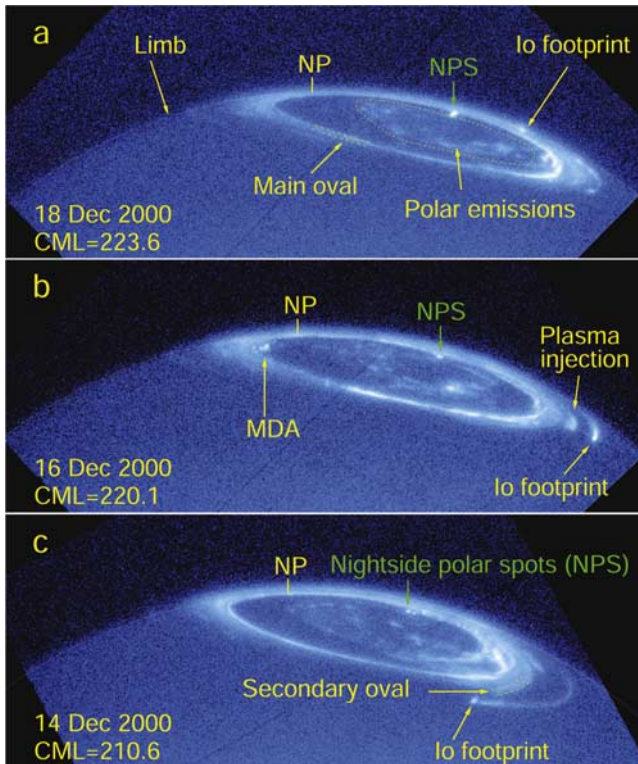 a
Limb
NP
NPS
Io footprint
Main oval
Polar emissions
18 Dec 2000
CML=223.6
b
NP
NPS
Plasma
injection
MDA
Io footprint
16 Dec 2000
CML=220.1
c
NP
Nightside polar spots (NPS)
Secondary oval
Io footprint
14 Dec 2000
CML=210.6